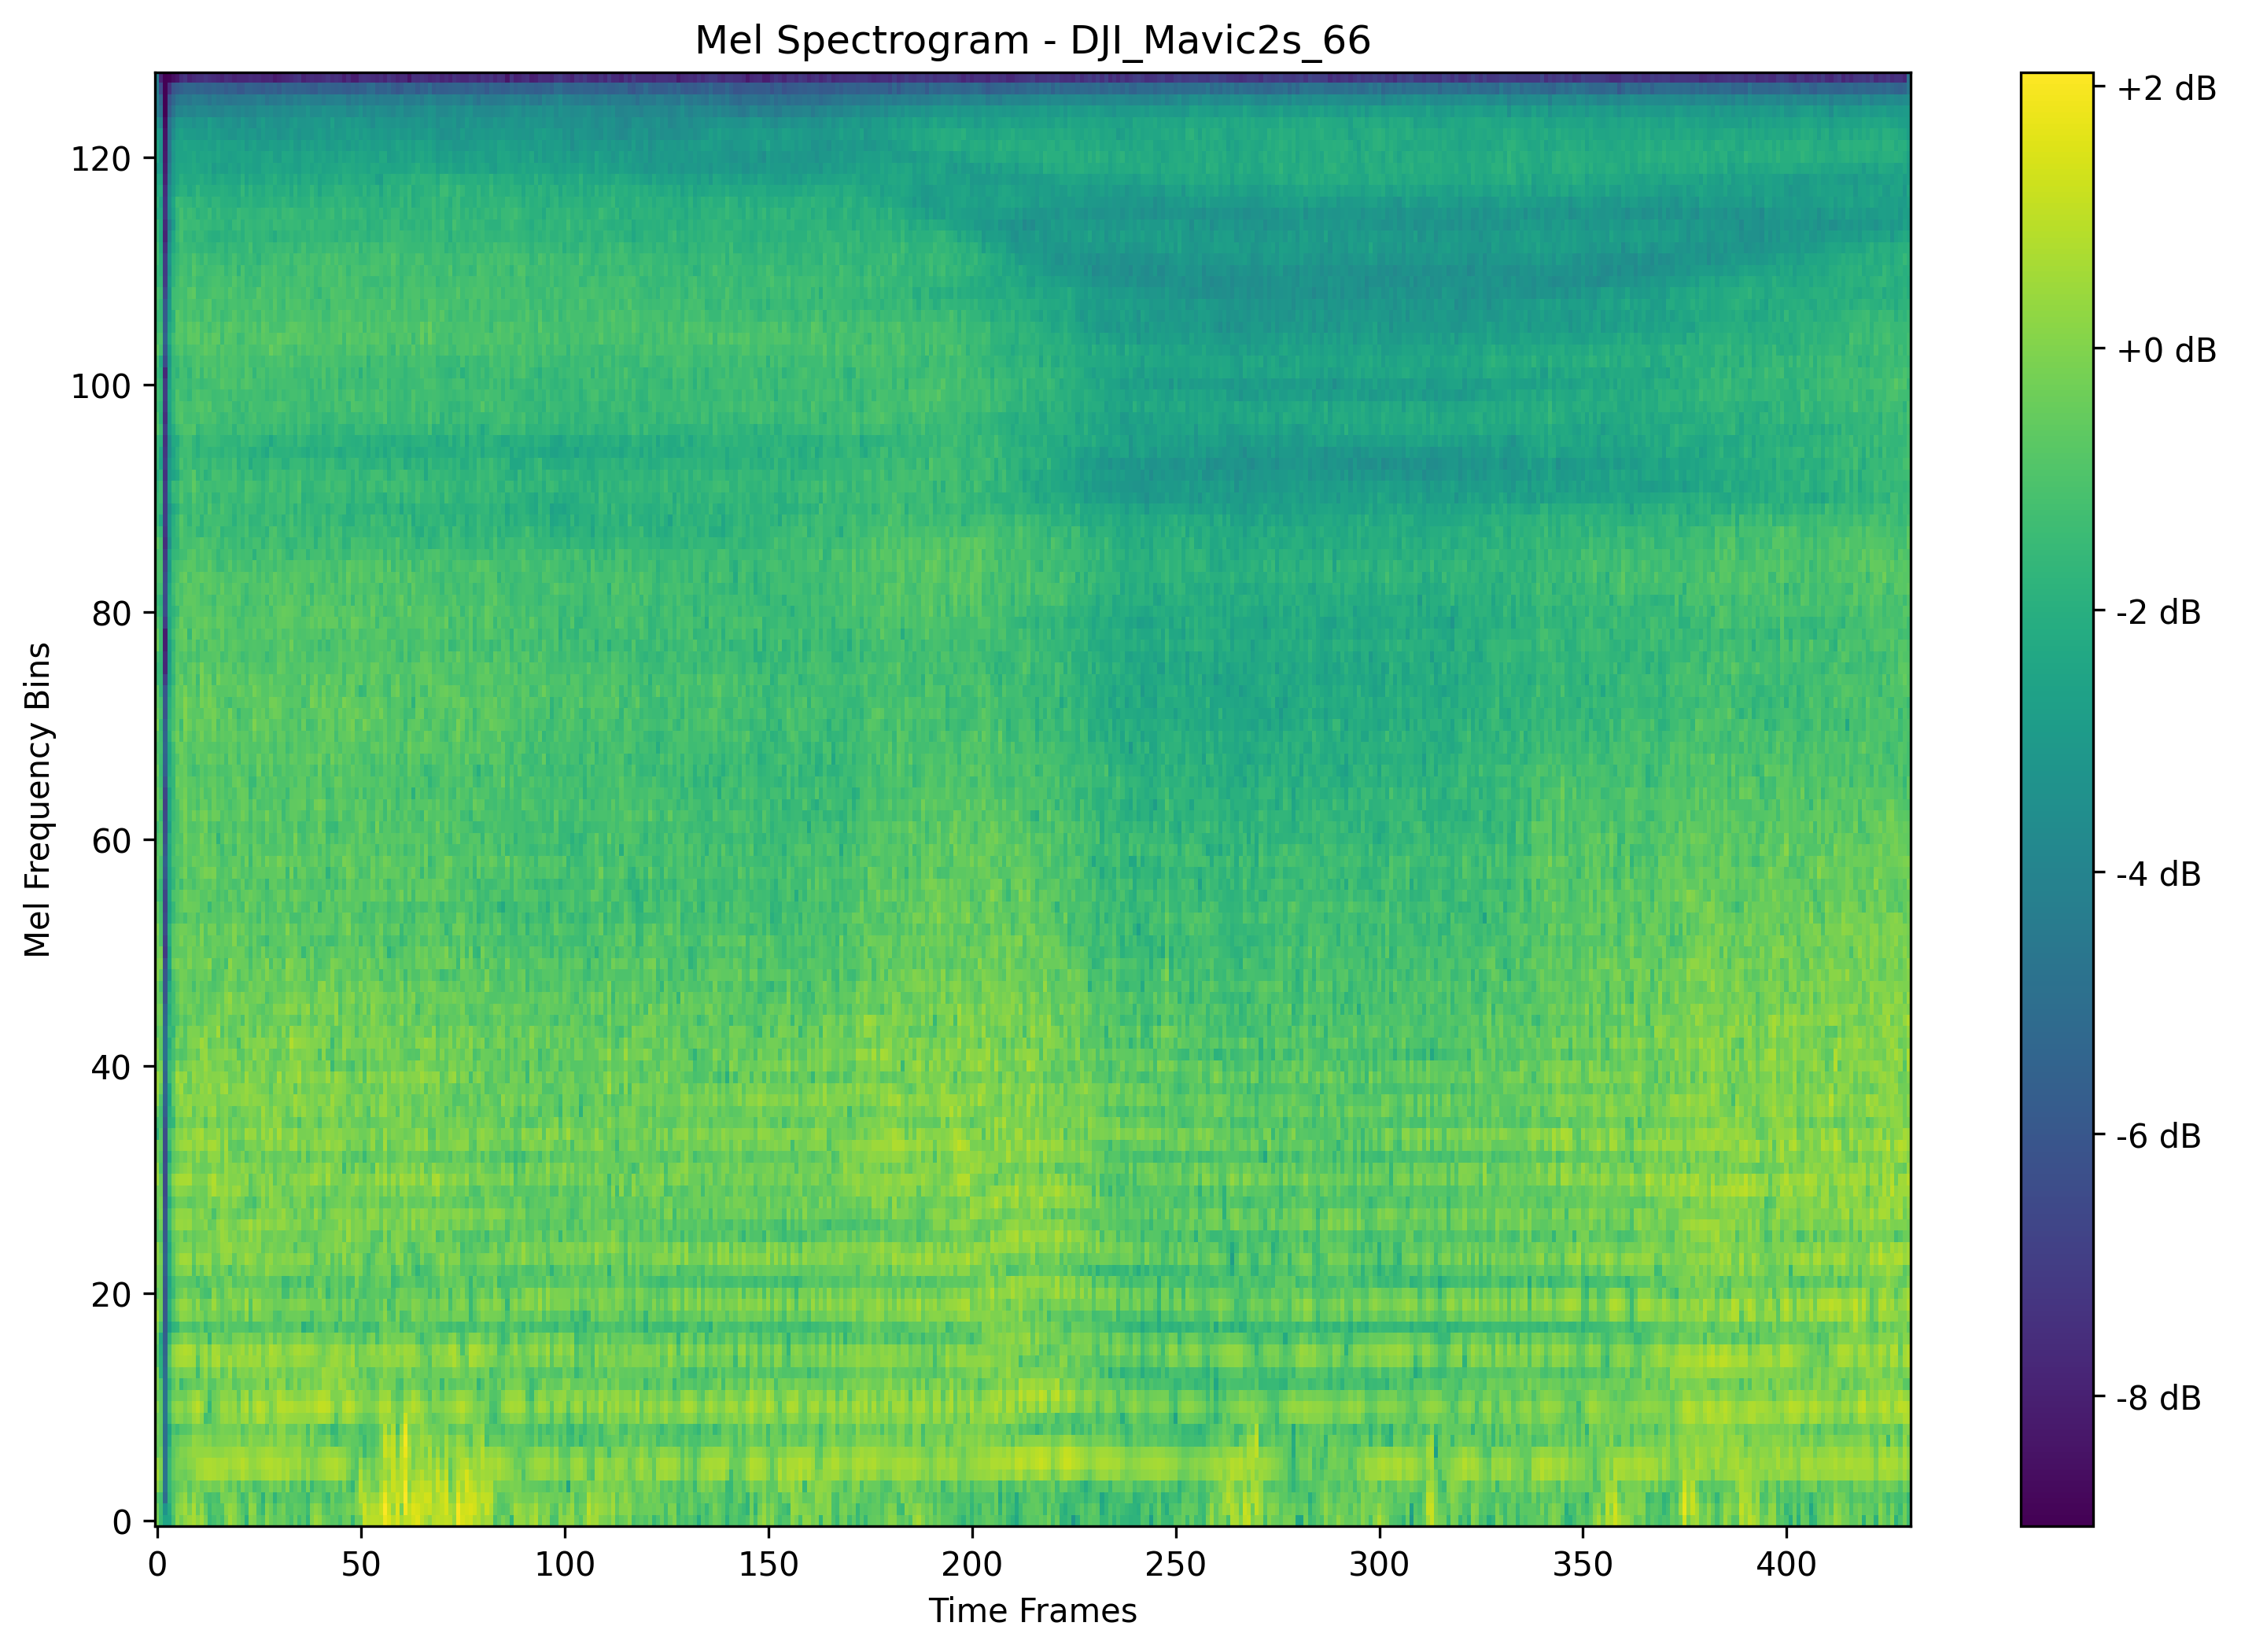 Mel Spectrogram - DJI_Mavic2s_66
Mel Frequency Bins
120
100
80
60
40
20
0
0 50 100 150 200 250 300 350 400
Time Frames
+2 dB
+0 dB
-2 dB
-4 dB
-6 dB
-8 dB